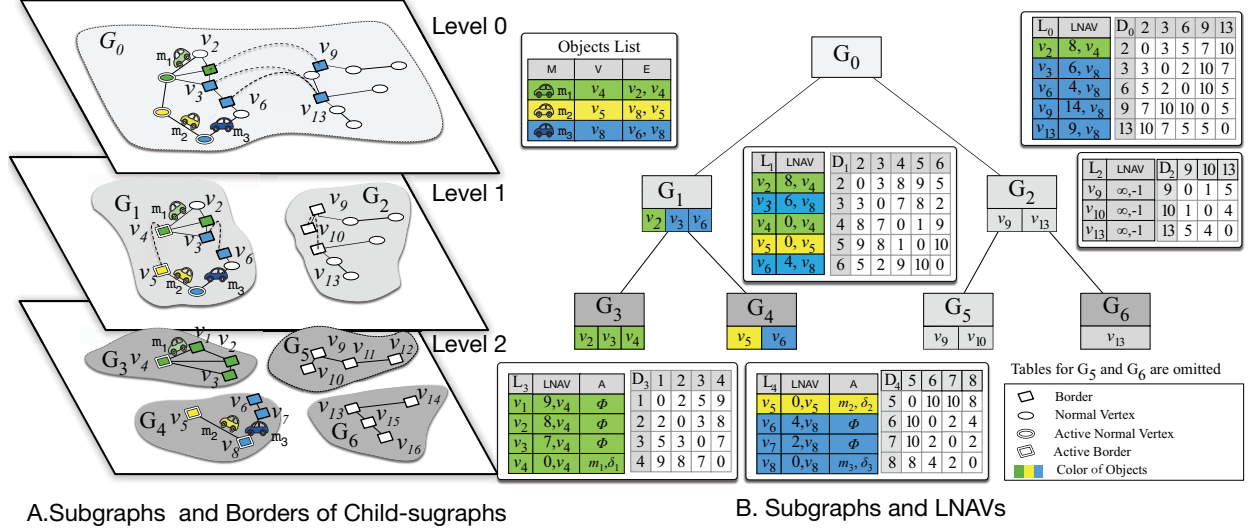 Level 0
G0
v2
m1
v3
v6
m2
m3
v9
v13
Level 1
G1
m1
v2
v4
v3
v6
v5
m2
m3
G2
v9
v10
v13
Level 2
G3
m1
v4
v1
v2
v3
G5
v9
v10
v11
v12
G4
v5
m2
v6
v7
v8
m3
G6
v13
v14
v15
v16
A.Subgraphs and Borders of Child-sugraphs
Objects List
M V E
m1 v4 v2, v4
m2 v5 v8, v5
m3 v8 v6, v8
G0
L0 LNAV D0 2 3 6 9 13
v2 8, v4 2 0 3 5 7 10
v3 6, v8 3 3 0 2 10 7
v6 4, v8 6 5 2 0 10 5
v9 14, v8 9 7 10 10 0 5
v13 9, v8 13 10 7 5 5 0
G1
v2 v3 v6
L1 LNAV D1 2 3 4 5 6
v2 8, v4 2 0 3 8 9 5
v3 6, v8 3 3 0 7 8 2
v4 0, v4 4 8 7 0 1 9
v5 0, v5 5 9 8 1 0 10
v6 4, v8 6 5 2 9 10 0
G2
v9 v13
L2 LNAV D2 9 10 13
v9 ∞,-1 9 0 1 5
v10 ∞,-1 10 1 0 4
v13 ∞,-1 13 5 4 0
G3
v2 v3 v4
G4
v5 v6
G5
v9 v10
G6
v13
L3 LNAV A D3 1 2 3 4
v1 9,v4 Φ 1 0 2 5 9
v2 8,v4 Φ 2 2 0 3 8
v3 7,v4 Φ 3 5 3 0 7
v4 0,v4 m1,δ1 4 9 8 7 0
L4 LNAV A D4 5 6 7 8
v5 0,v5 m2, δ2 5 0 10 10 8
v6 4,v8 Φ 6 10 0 2 4
v7 2,v8 Φ 7 10 2 0 2
v8 0,v8 m3, δ3 8 8 4 2 0
Tables for G5 and G6 are omitted
Border
Normal Vertex
Active Normal Vertex
Active Border
Color of Objects
B. Subgraphs and LNAVs